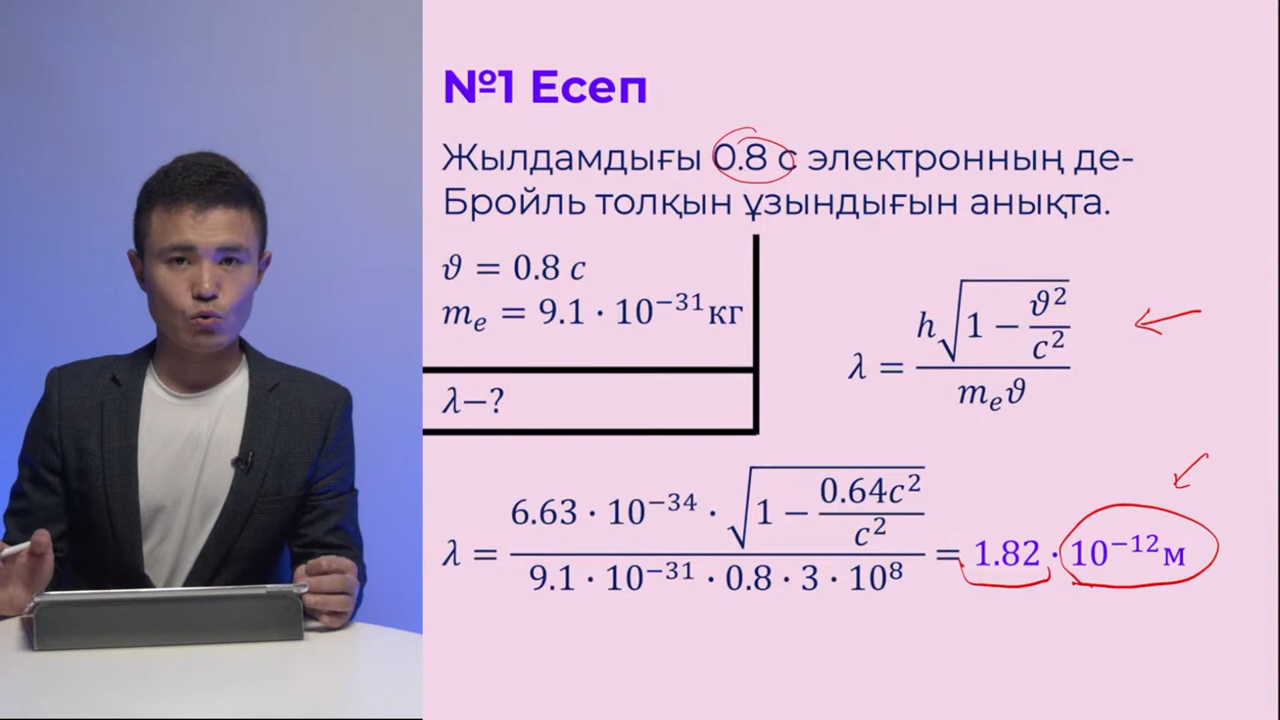 №1 Есеп
Жылдамдығы 0.8 c электронның де-
Бройль толқын ұзындығын анықта.
𝜗 = 0.8 c
mₑ = 9.1 · 10⁻³¹кг
λ−?
λ = h√(1 − 𝜗²/c²) / mₑ𝜗
λ = 6.63 · 10⁻³⁴ · √(1 − 0.64c²/c²) / 9.1 · 10⁻³¹ · 0.8 · 3 · 10⁸ = 1.82 · 10⁻¹²м